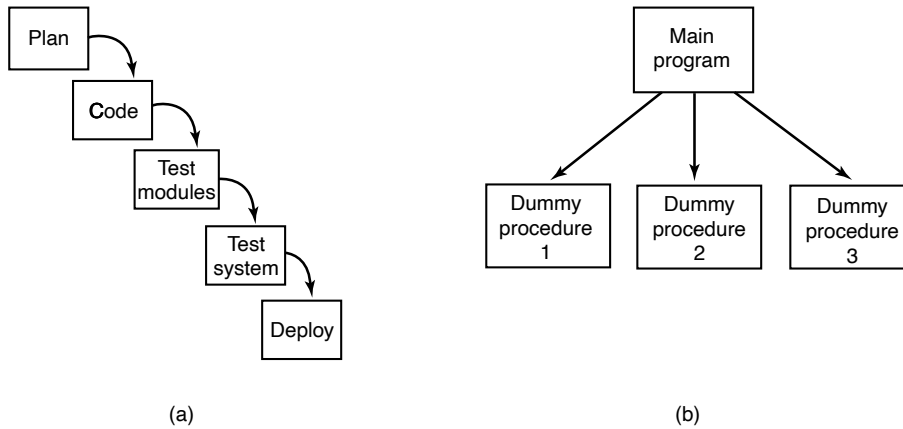 Plan
Code
Test
modules
Test
system
Deploy
(a)
Main
program
Dummy
procedure
1
Dummy
procedure
2
Dummy
procedure
3
(b)